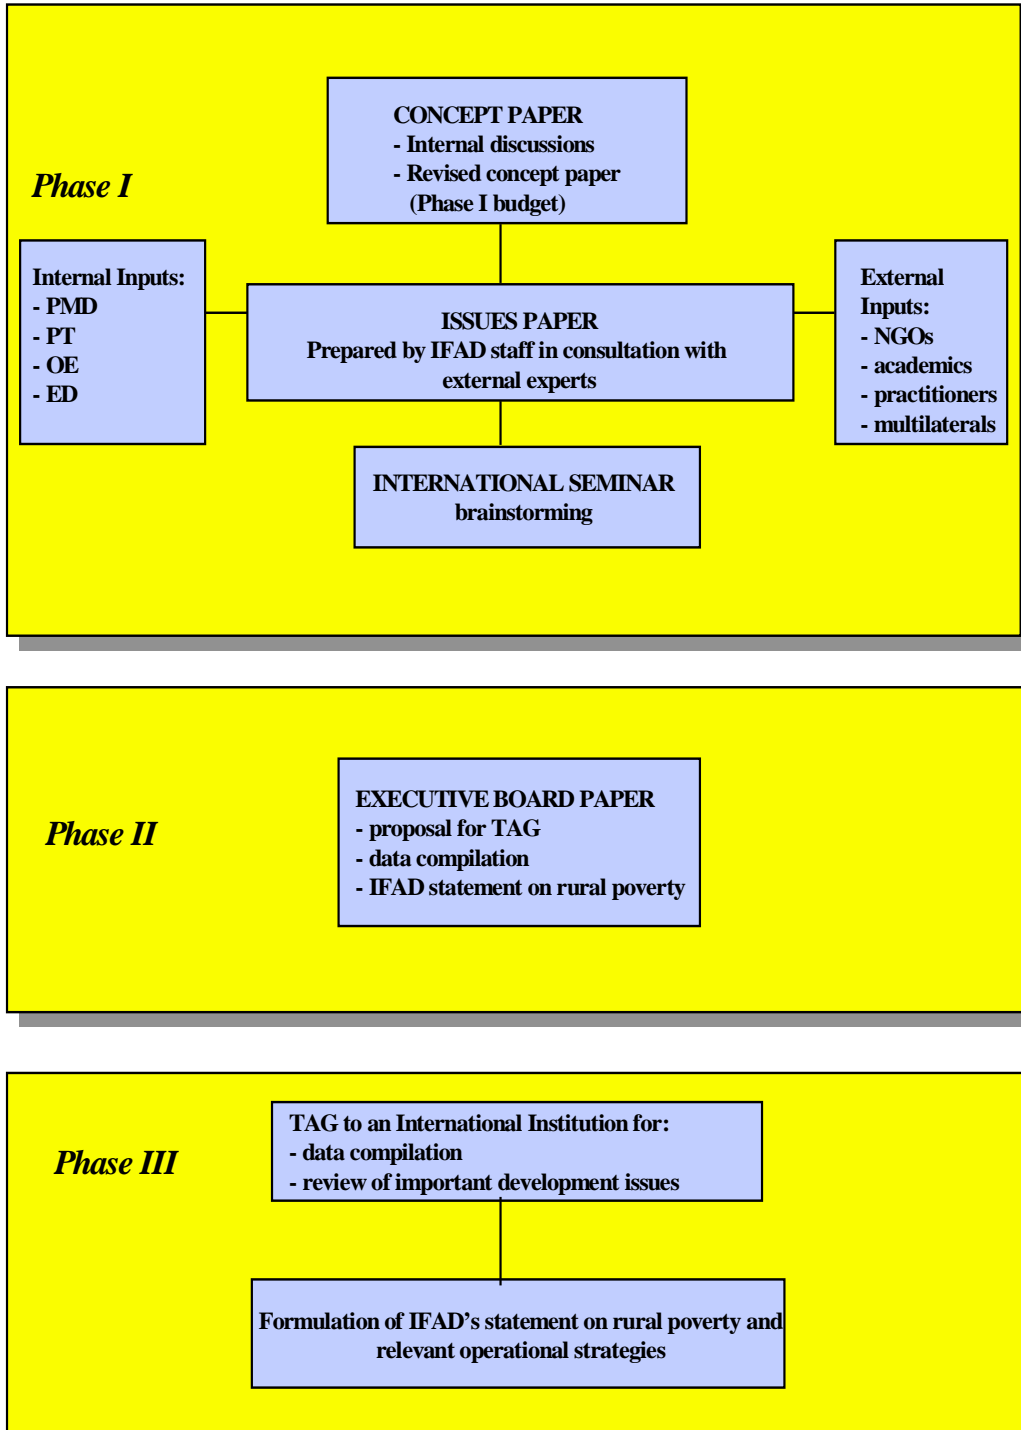 Phase I
CONCEPT PAPER
- Internal discussions
- Revised concept paper
(Phase I budget)
Internal Inputs:
- PMD
- PT
- OE
- ED
ISSUES PAPER
Prepared by IFAD staff in consultation with
external experts
External
Inputs:
- NGOs
- academics
- practitioners
- multilaterals
INTERNATIONAL SEMINAR
brainstorming
Phase II
EXECUTIVE BOARD PAPER
- proposal for TAG
- data compilation
- IFAD statement on rural poverty
Phase III
TAG to an International Institution for:
- data compilation
- review of important development issues
Formulation of IFAD’s statement on rural poverty and
relevant operational strategies